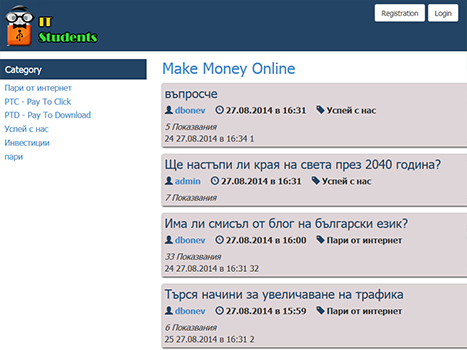 IT
Students
Registration
Login
Category
Пари от интернет
PTC - Pay To Click
PTD - Pay To Download
Успей с нас
Инвестиции
пари
Make Money Online
въпросче
dbonev 27.08.2014 в 16:31 Успей с нас
5 Показвания
24 27.08.2014 в 16:34 1
Ще настъпи ли края на света през 2040 година?
admin 27.08.2014 в 16:31 Успей с нас
7 Показвания
Има ли смисъл от блог на български език?
dbonev 27.08.2014 в 16:00 Пари от интернет
33 Показвания
24 27.08.2014 в 16:31 32
Търся начини за увеличаване на трафика
dbonev 27.08.2014 в 15:59 Пари от интернет
6 Показвания
25 27.08.2014 в 16:31 2